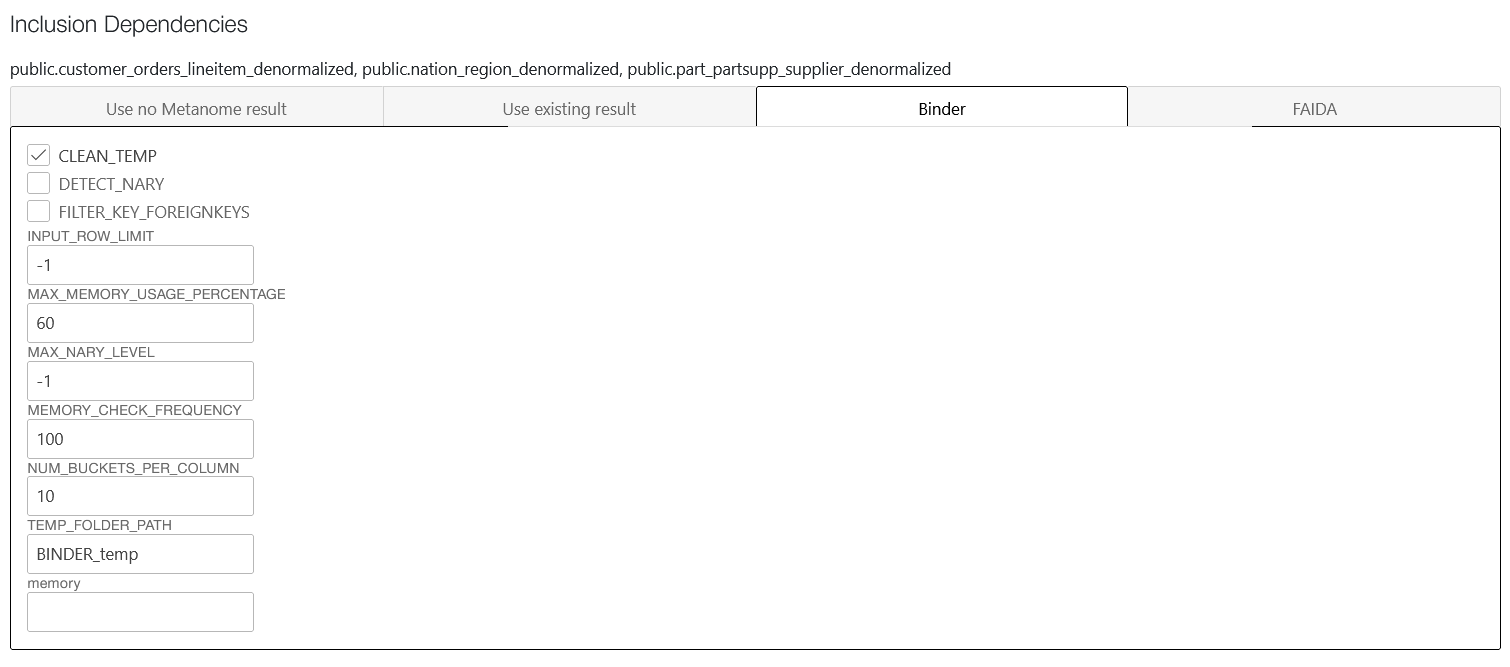 Inclusion Dependencies
public.customer_orders_lineitem_denormalized, public.nation_region_denormalized, public.part_partsupp_supplier_denormalized
Use no Metanome result Use existing result Binder FAIDA
CLEAN_TEMP
DETECT_NARY
FILTER_KEY_FOREIGNKEYS
INPUT_ROW_LIMIT
-1
MAX_MEMORY_USAGE_PERCENTAGE
60
MAX_NARY_LEVEL
-1
MEMORY_CHECK_FREQUENCY
100
NUM_BUCKETS_PER_COLUMN
10
TEMP_FOLDER_PATH
BINDER_temp
memory